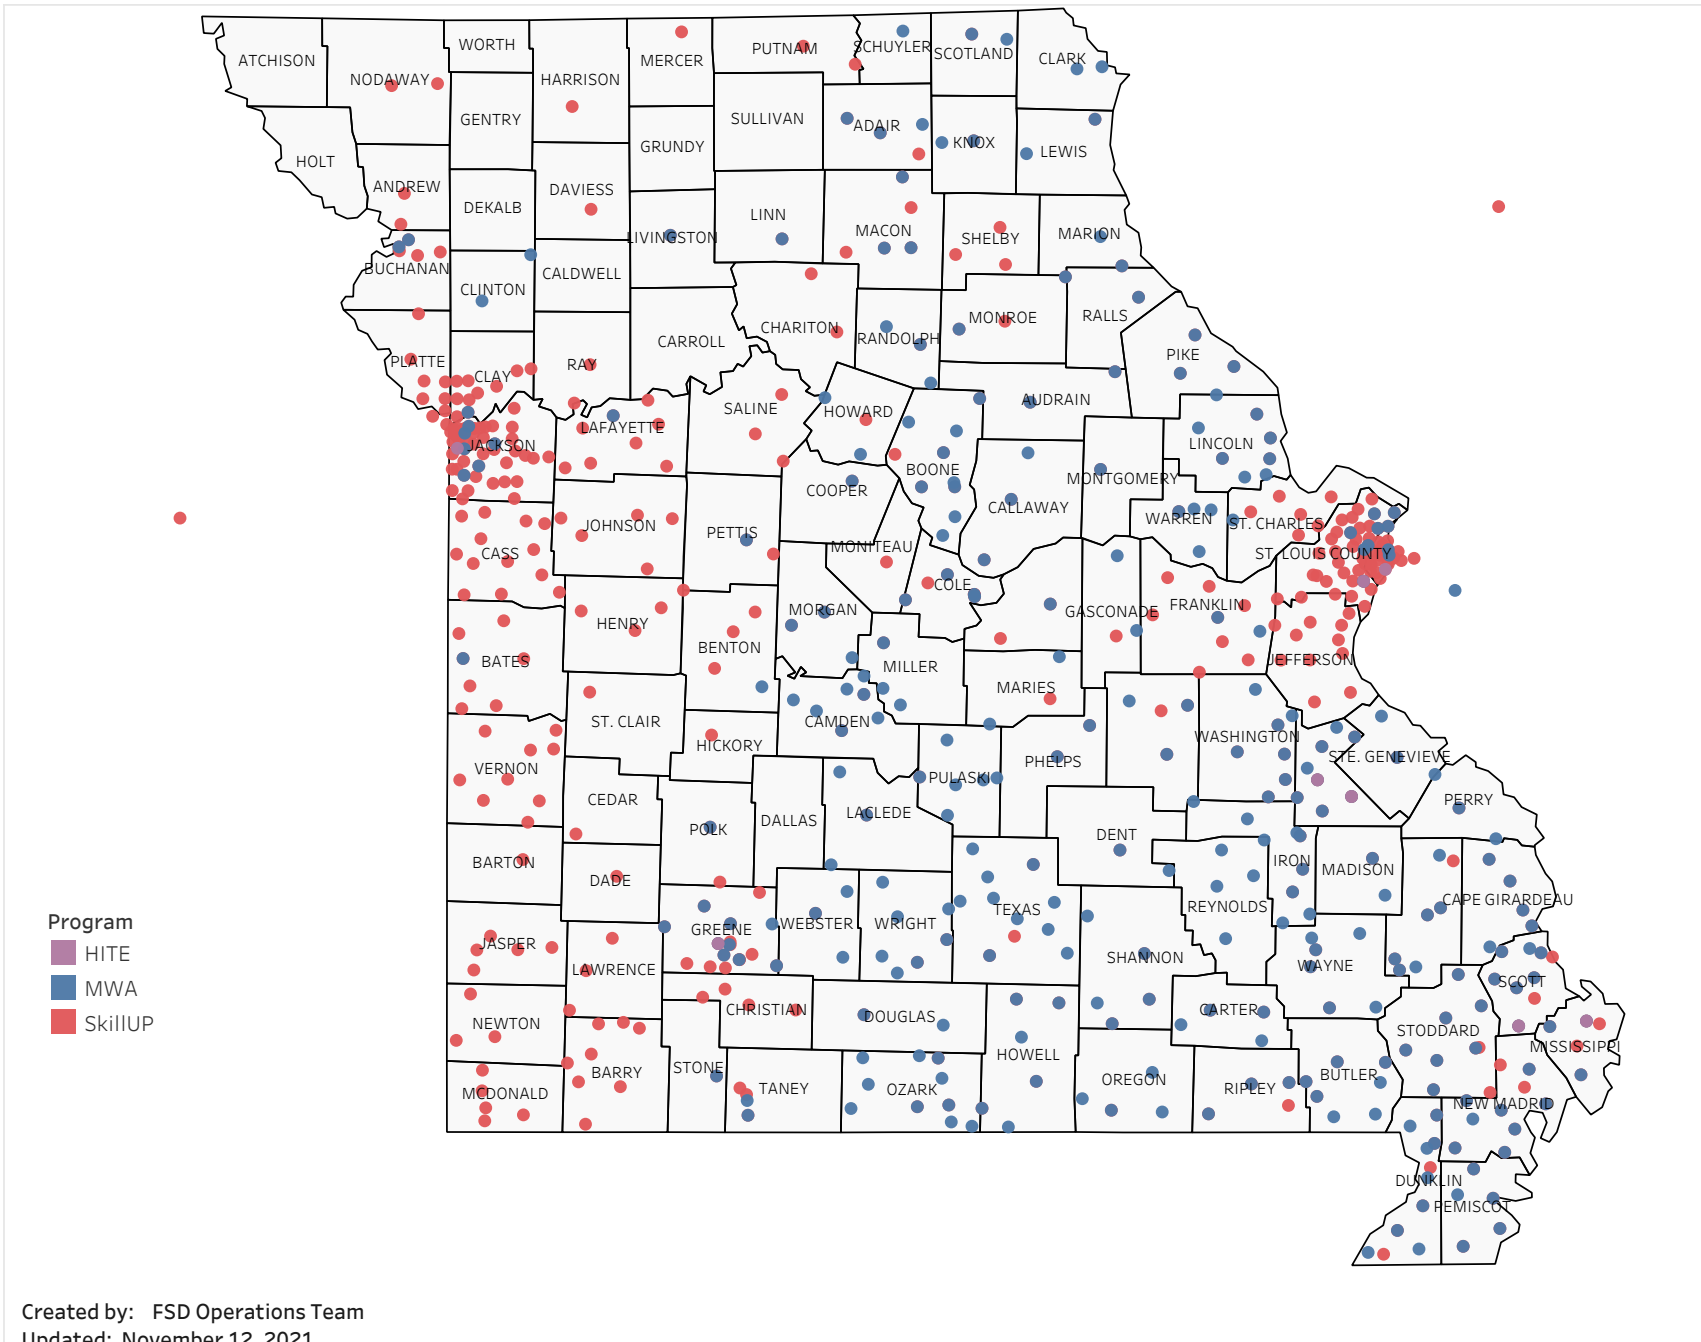 WORTH
ATCHISON
NODAWAY
HARRISON
MERCER
PUTNAM
SCHUYLER
SCOTLAND
CLARK
GENTRY
SULLIVAN
ADAIR
KNOX
LEWIS
HOLT
GRUNDY
ANDREW
DAVIESS
DEKALB
LINN
MACON
SHELBY
MARION
LIVINGSTON
BUCHANAN
CLINTON
CALDWELL
CHARITON
RANDOLPH
MONROE
RALLS
CARROLL
PLATTE
CLAY
RAY
PIKE
SALINE
HOWARD
AUDRAIN
LAFAYETTE
JACKSON
LINCOLN
BOONE
MONTGOMERY
COOPER
CALLAWAY
WARREN
ST. CHARLES
JOHNSON
PETTIS
MONITEAU
CASS
ST. LOUIS COUNTY
COLE
MORGAN
GASCONADE
FRANKLIN
HENRY
BENTON
BATES
MILLER
JEFFERSON
MARIES
ST. CLAIR
CAMDEN
HICKORY
WASHINGTON
STE. GENEVIEVE
VERNON
PULASKI
PHELPS
CEDAR
POLK
DALLAS
LACLEDE
PERRY
DENT
BARTON
DADE
IRON
MADISON
CAPE GIRARDEAU
GREENE
WEBSTER
WRIGHT
TEXAS
REYNOLDS
JASPER
LAWRENCE
SHANNON
WAYNE
SCOTT
NEWTON
CHRISTIAN
DOUGLAS
CARTER
STODDARD
MISSISSIPPI
HOWELL
BARRY
STONE
TANEY
OZARK
OREGON
RIPLEY
BUTLER
MCDONALD
NEW MADRID
DUNKLIN
PEMISCOT
Program
HITE
MWA
SkillUP
Created by: FSD Operations Team
Updated: November 12, 2021